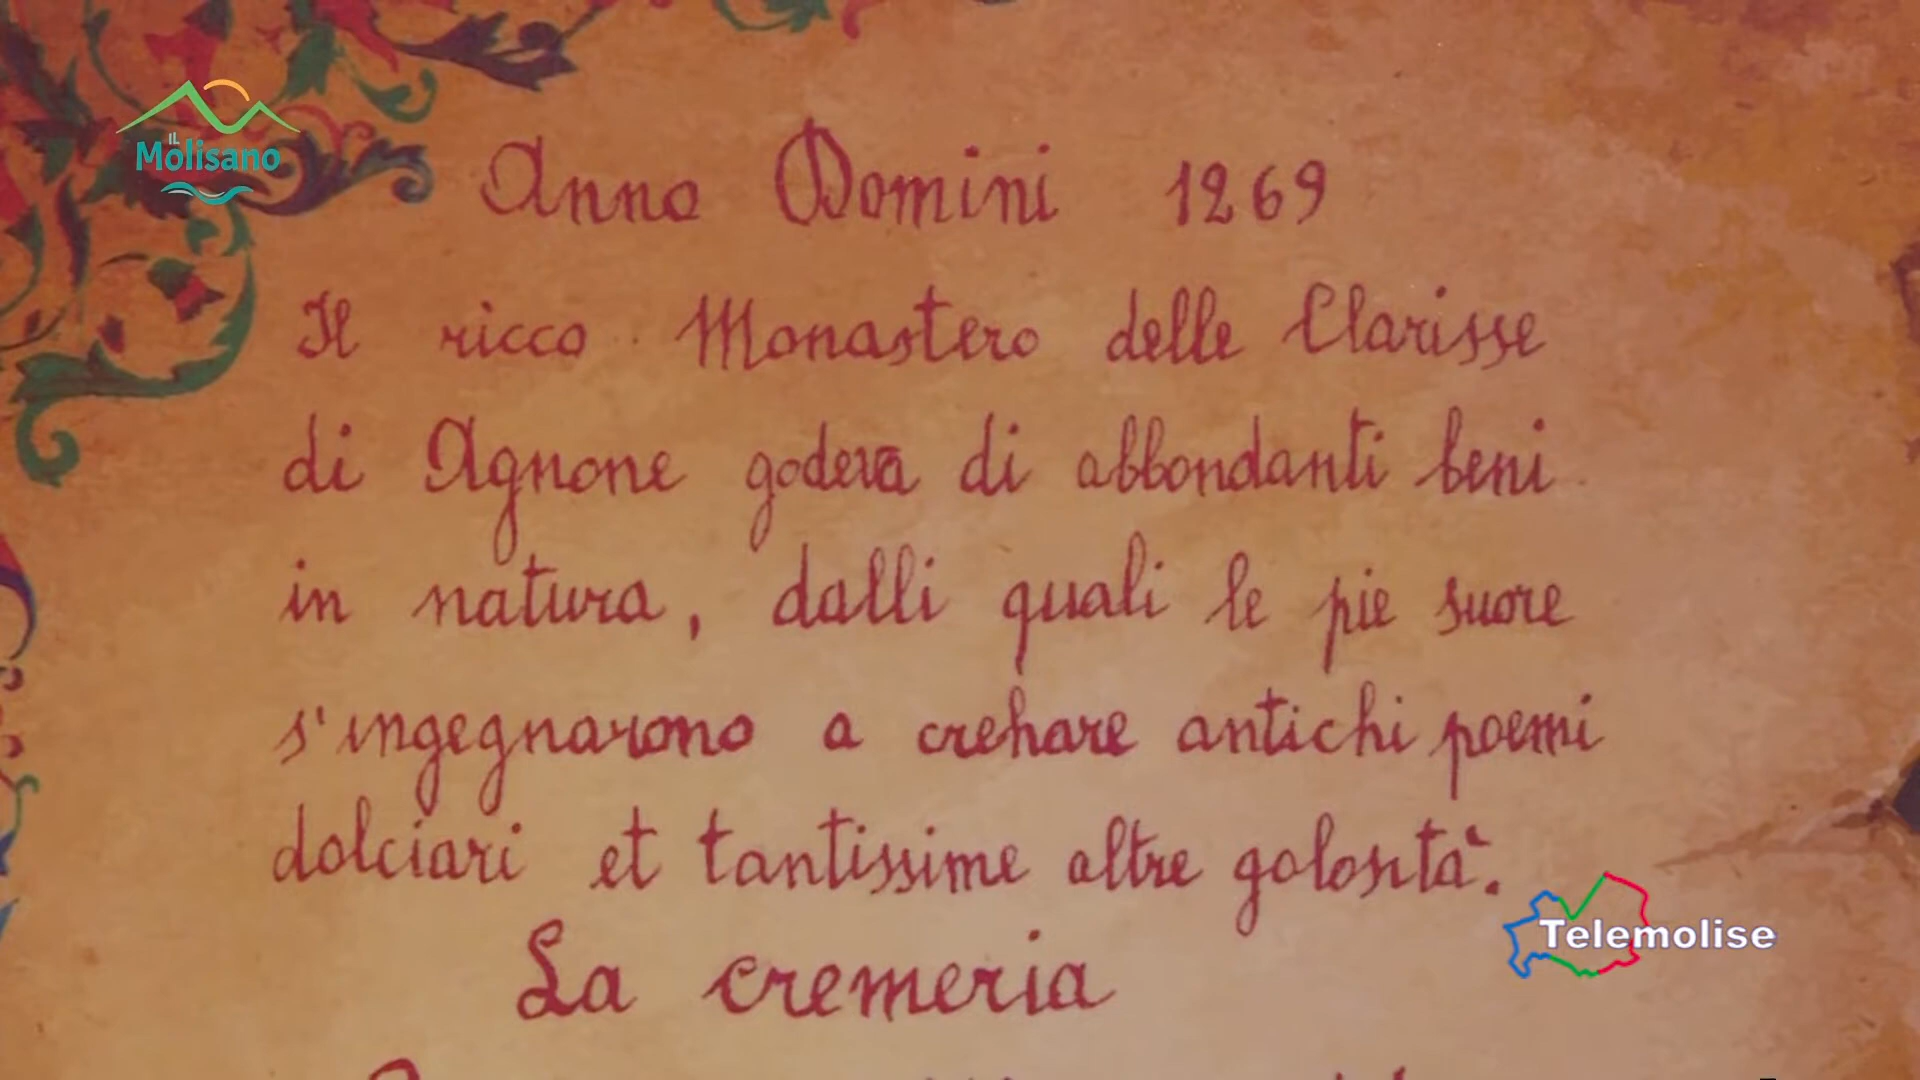 IL
Molisano
Anno Domini 1269
Il ricco Monastero delle Clarisse
di Agnone godeva di abbondanti beni
in natura, dalli quali le pie suore
s'ingegnarono a crehare antichi poemi
dolciari et tantissime altre golosità.
Telemolise
La cremeria